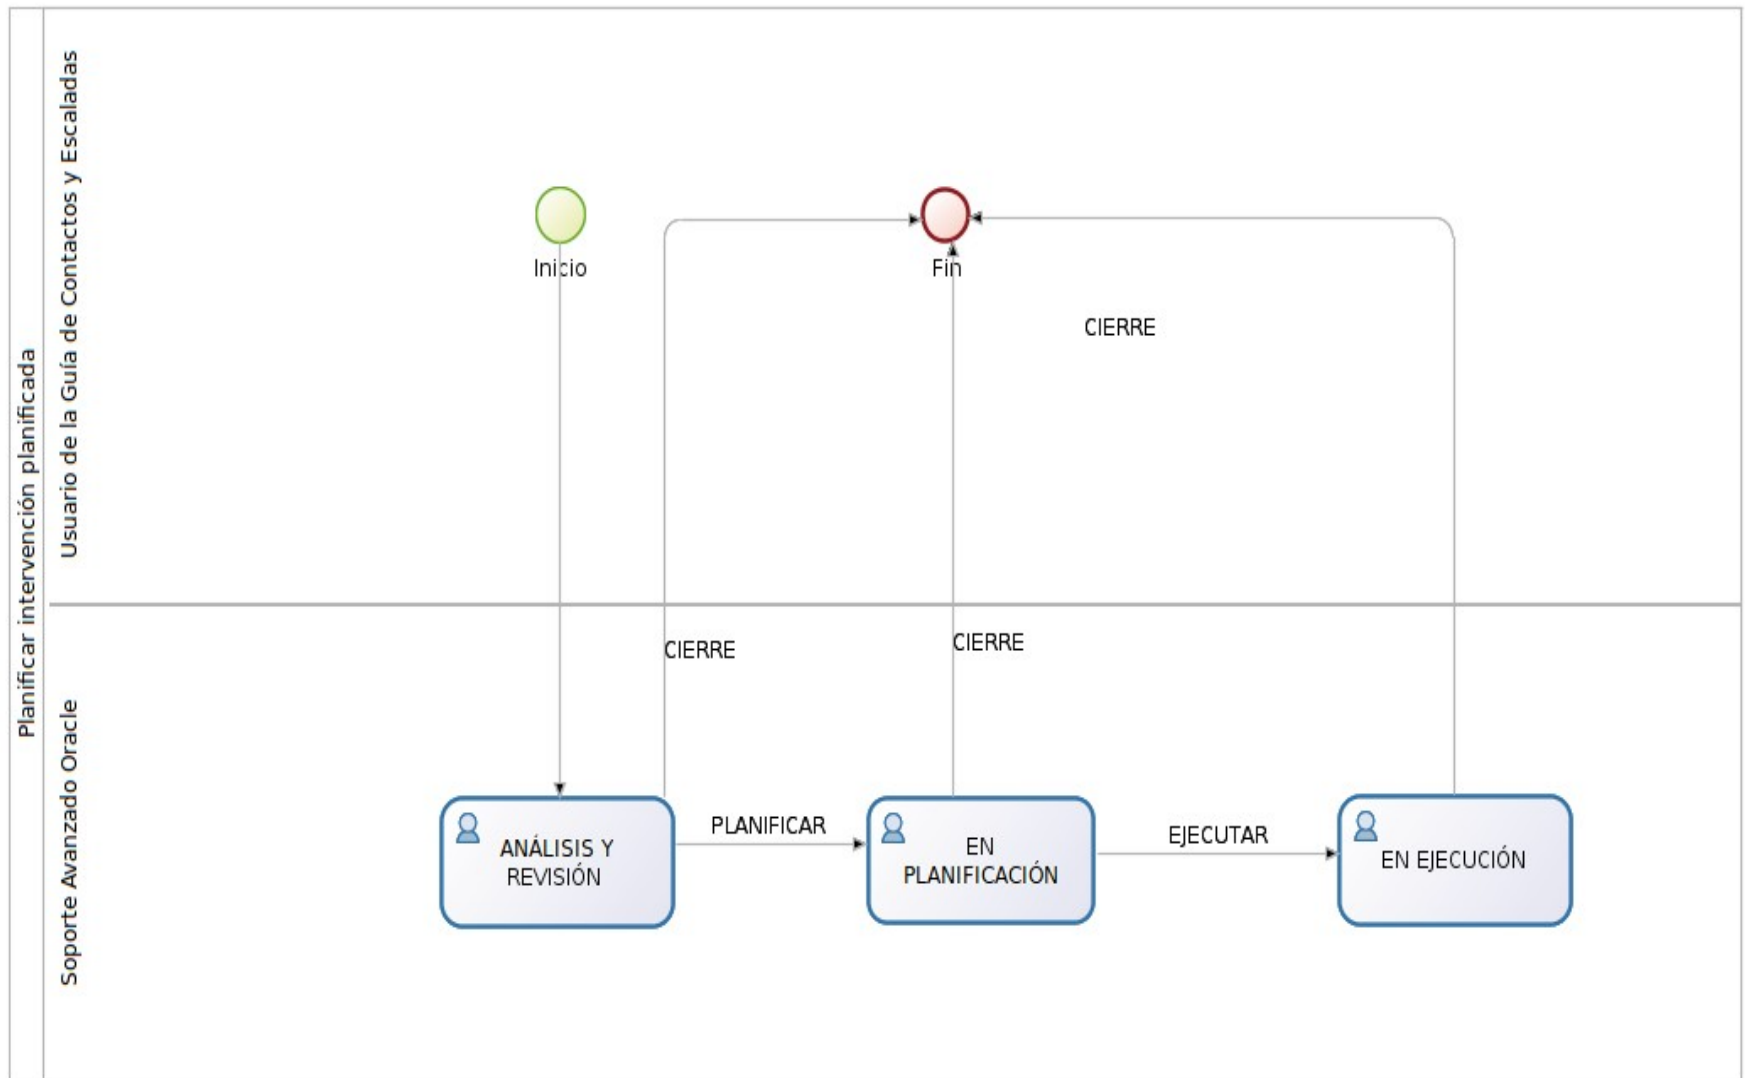 Planificar intervención planificada
Usuario de la Guía de Contactos y Escaladas
Inicio
Fin
CIERRE
Soporte Avanzado Oracle
CIERRE
CIERRE
PLANIFICAR
EJECUTAR
ANÁLISIS Y
REVISIÓN
EN
PLANIFICACIÓN
EN EJECUCIÓN